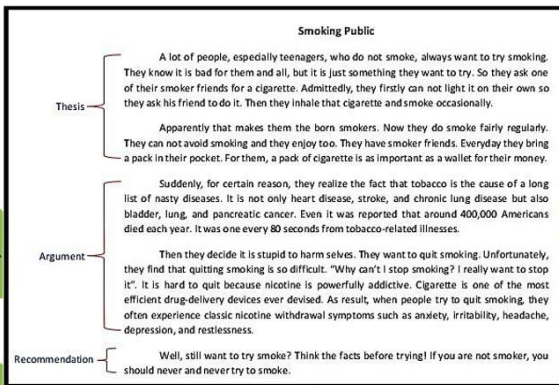 Smoking Public
A lot of people, especially teenagers, who do not smoke, always want to try smoking.
They know it is bad for them and all, but it is just something they want to try. So they ask one
of their smoker friends for a cigarette. Admittedly, they firstly can not light it on their own so
they ask his friend to do it. Then they inhale that cigarette and smoke occasionally.
Thesis
Apparently that makes them the born smokers. Now they do smoke fairly regularly.
They can not avoid smoking and they enjoy too. They have smoker friends. Everyday they bring
a pack in their pocket. For them, a pack of cigarette is as important as a wallet for their money.
Suddenly, for certain reason, they realize the fact that tobacco is the cause of a long
list of nasty diseases. It is not only heart disease, stroke, and chronic lung disease but also
bladder, lung, and pancreatic cancer. Even it was reported that around 400,000 Americans
died each year. It was one every 80 seconds from tobacco-related illnesses.
Argument
Then they decide it is stupid to harm selves. They want to quit smoking. Unfortunately,
they find that quitting smoking is so difficult. "Why can't I stop smoking? I really want to stop
it". It is hard to quit because nicotine is powerfully addictive. Cigarette is one of the most
efficient drug-delivery devices ever devised. As result, when people try to quit smoking, they
often experience classic nicotine withdrawal symptoms such as anxiety, irritability, headache,
depression, and restlessness.
Recommendation
Well, still want to try smoke? Think the facts before trying! If you are not smoker, you
should never and never try to smoke.